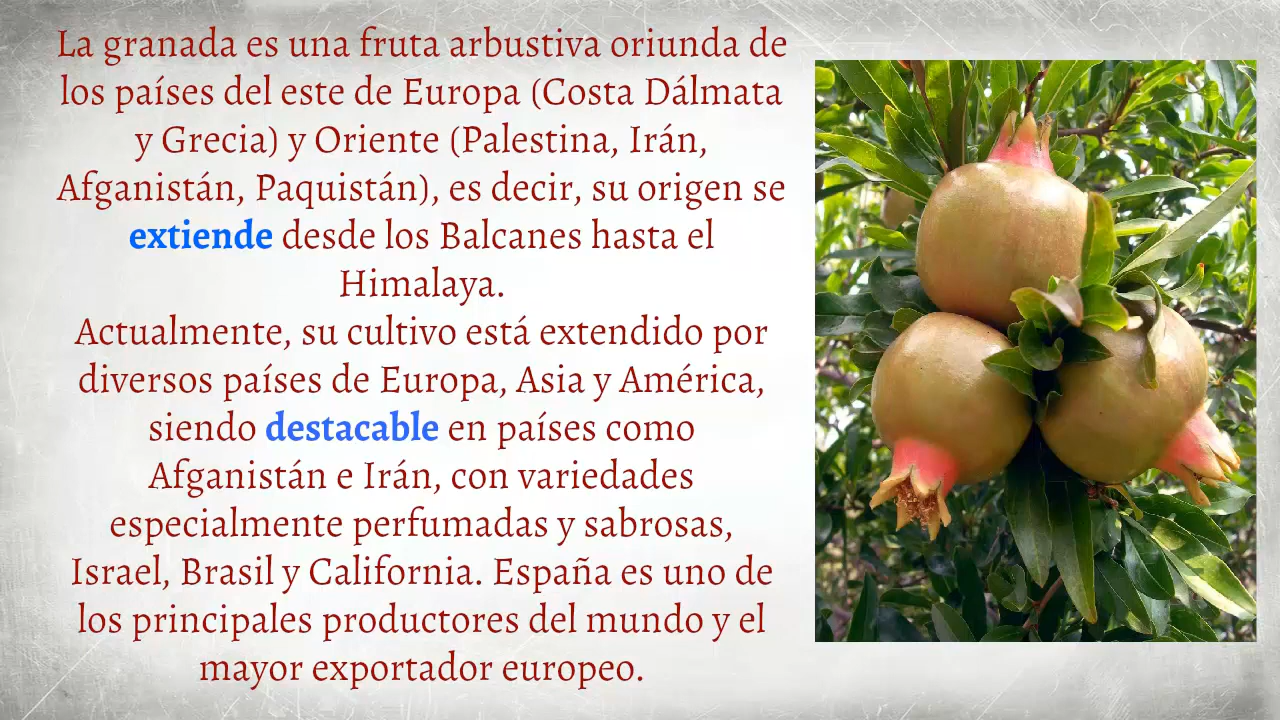 La granada es una fruta arbustiva oriunda de
los países del este de Europa (Costa Dálmata
y Grecia) y Oriente (Palestina, Irán,
Afganistán, Paquistán), es decir, su origen se
extiende desde los Balcanes hasta el
Himalaya.
Actualmente, su cultivo está extendido por
diversos países de Europa, Asia y América,
siendo destacable en países como
Afganistán e Irán, con variedades
especialmente perfumadas y sabrosas,
Israel, Brasil y California. España es uno de
los principales productores del mundo y el
mayor exportador europeo.